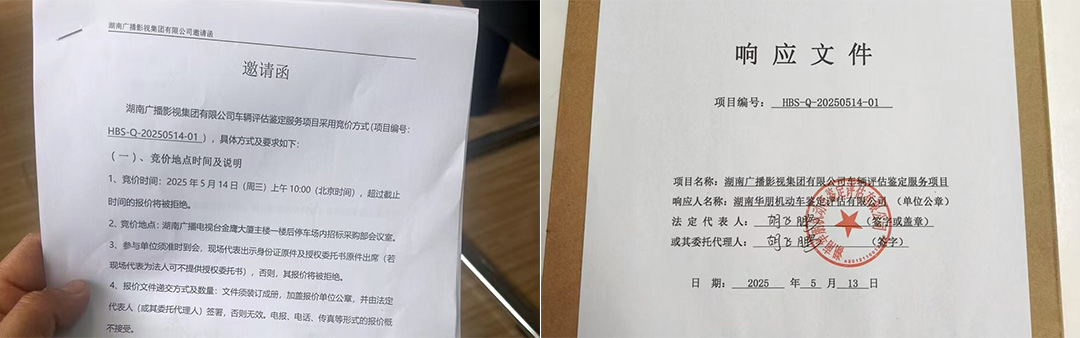 湖南广播影视集团有限公司邀请函
邀请函
湖南广播影视集团有限公司车辆评估鉴定服务项目采用竞价方式(项目编号:
HBS-Q-20250514-01 ),具体方式及要求如下:
(一)、竞价地点时间及说明
1、竞价时间:2025 年 5 月 14 日(周三)上午 10:00(北京时间),超过截止
时间的报价将被拒绝。
2、竞价地点:湖南广播电视台金鹰大厦主楼一楼后停车场内招标采购部会议室。
3、参与单位须准时到会,现场代表出示身份证原件及授权委托书原件出席(若
现场代表为法人可不提供授权委托书),否则,其报价将被拒绝。
4、报价文件递交方式及数量:文件须装订成册,加盖报价单位公章,并由法定
代表人(或其委托代理人)签署,否则无效。电报、电话、传真等形式的报价概
不接受。
响应文件
项目编号: HBS-Q-20250514-01
项目名称:湖南广播影视集团有限公司车辆评估鉴定服务项目
响应人名称:湖南华朋机动车鉴定评估有限公司 (单位公章)
法定代表人: 胡飞鹏 (签字或盖章)
或其委托代理人: 胡飞鹏 (签字)
日期: 2025 年 5 月 13 日